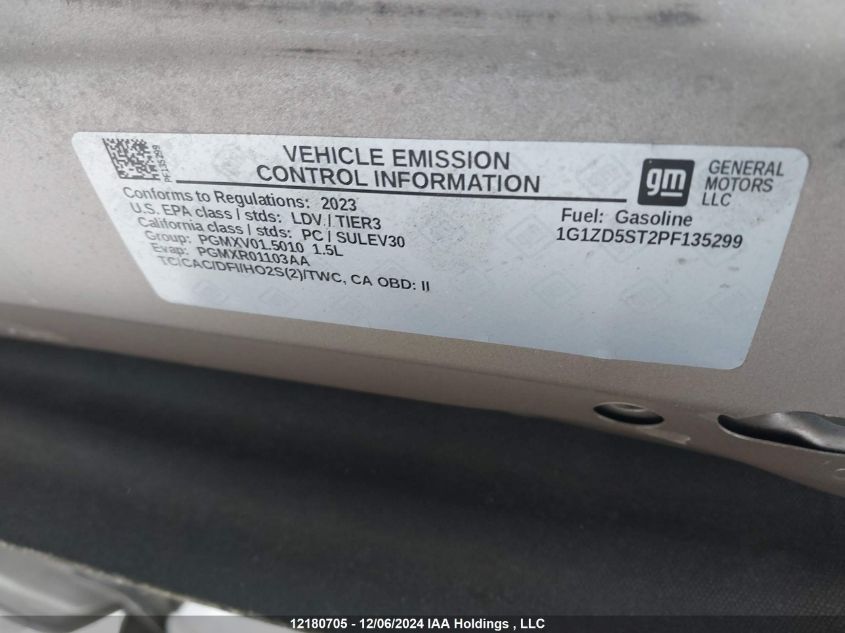 PF135299
VEHICLE EMISSION
CONTROL INFORMATION
gm
GENERAL
MOTORS
LLC
Conforms to Regulations: 2023
U.S. EPA class / stds: LDV / TIER3
California class / stds: PC / SULEV30
Group: PGMXV01.5010 1.5L
Evap: PGMXR01103AA
TC/CAC/DFI/HO2S(2)/TWC, CA OBD: II
Fuel: Gasoline
1G1ZD5ST2PF135299
12180705 - 12/06/2024 IAA Holdings , LLC